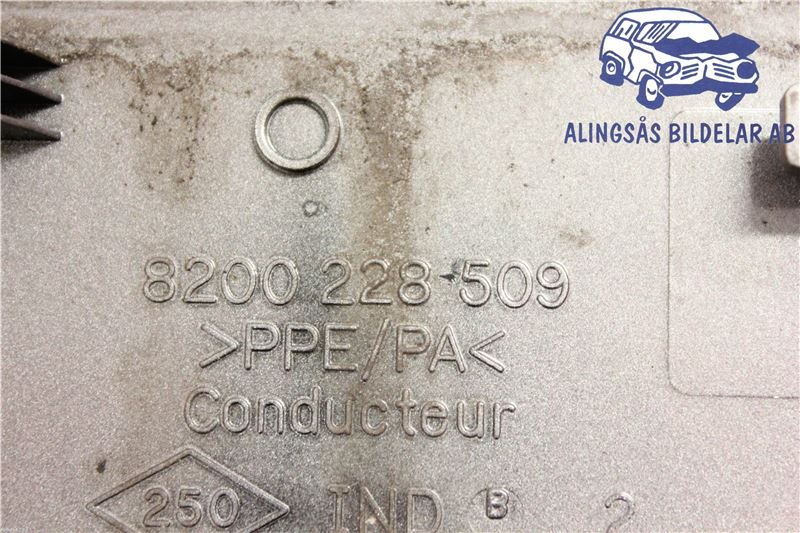 ALINGSÅS BILDELAR AB
8200 228 509
>PPE/PA<
Conducteur
250 IND B 2